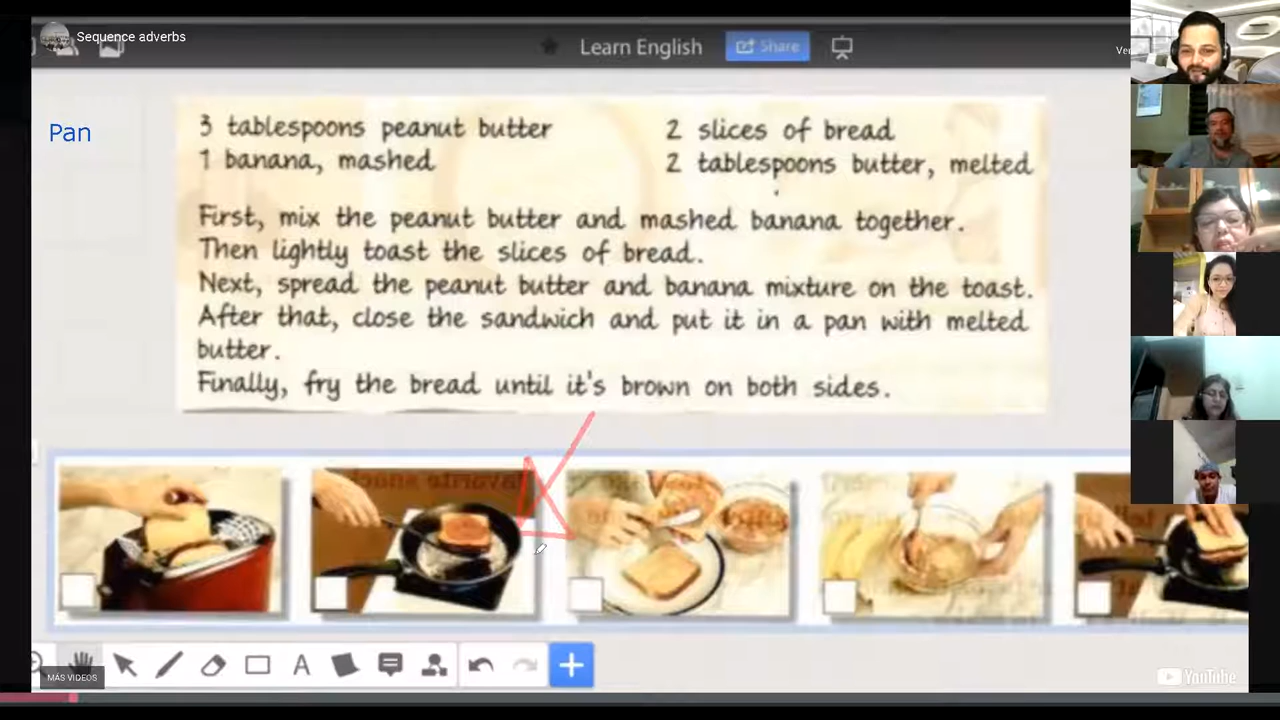 Sequence adverbs
Learn English
Share
Pan
3 tablespoons peanut butter
2 slices of bread
1 banana, mashed
2 tablespoons butter, melted
First, mix the peanut butter and mashed banana together.
Then lightly toast the slices of bread.
Next, spread the peanut butter and banana mixture on the toast.
After that, close the sandwich and put it in a pan with melted
butter.
Finally, fry the bread until it's brown on both sides.
A
MÁS VIDEOS
YouTube